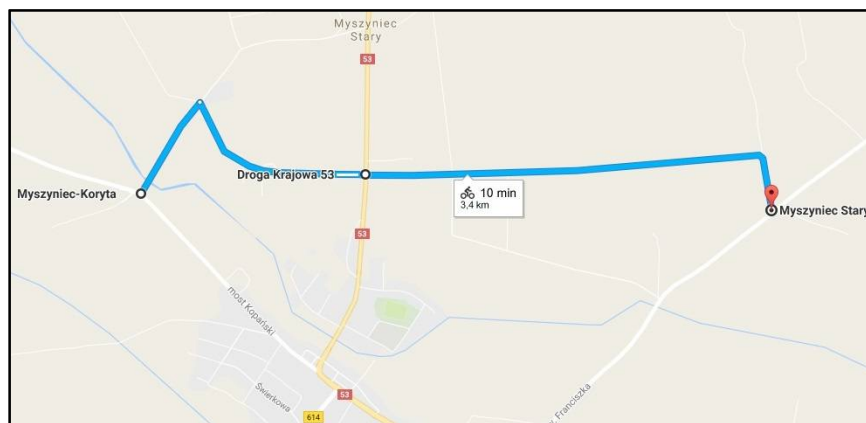 Myszyniec
Stary
53
Droga Krajowa 53
10 min
3,4 km
Myszyniec-Koryta
Myszyniec Stary
53
most Kopański
Świerkowa
53
614
Franciszka